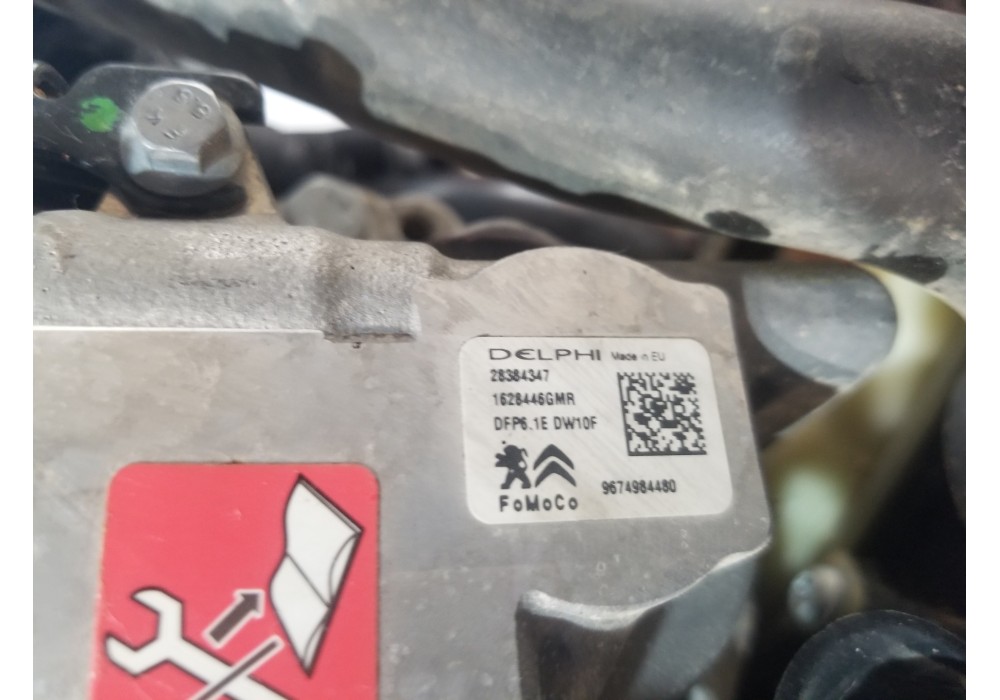 DELPHI Made in EU
28384347
1628446GMR
DFP6.1E DW10F
9674984480
FoMoCo